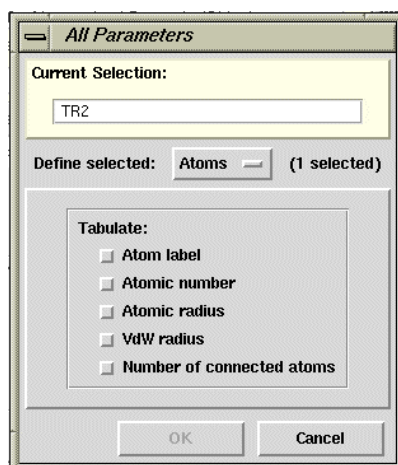 All Parameters
Current Selection:
TR2
Define selected: Atoms (1 selected)
Tabulate:
Atom label
Atomic number
Atomic radius
VdW radius
Number of connected atoms
OK Cancel